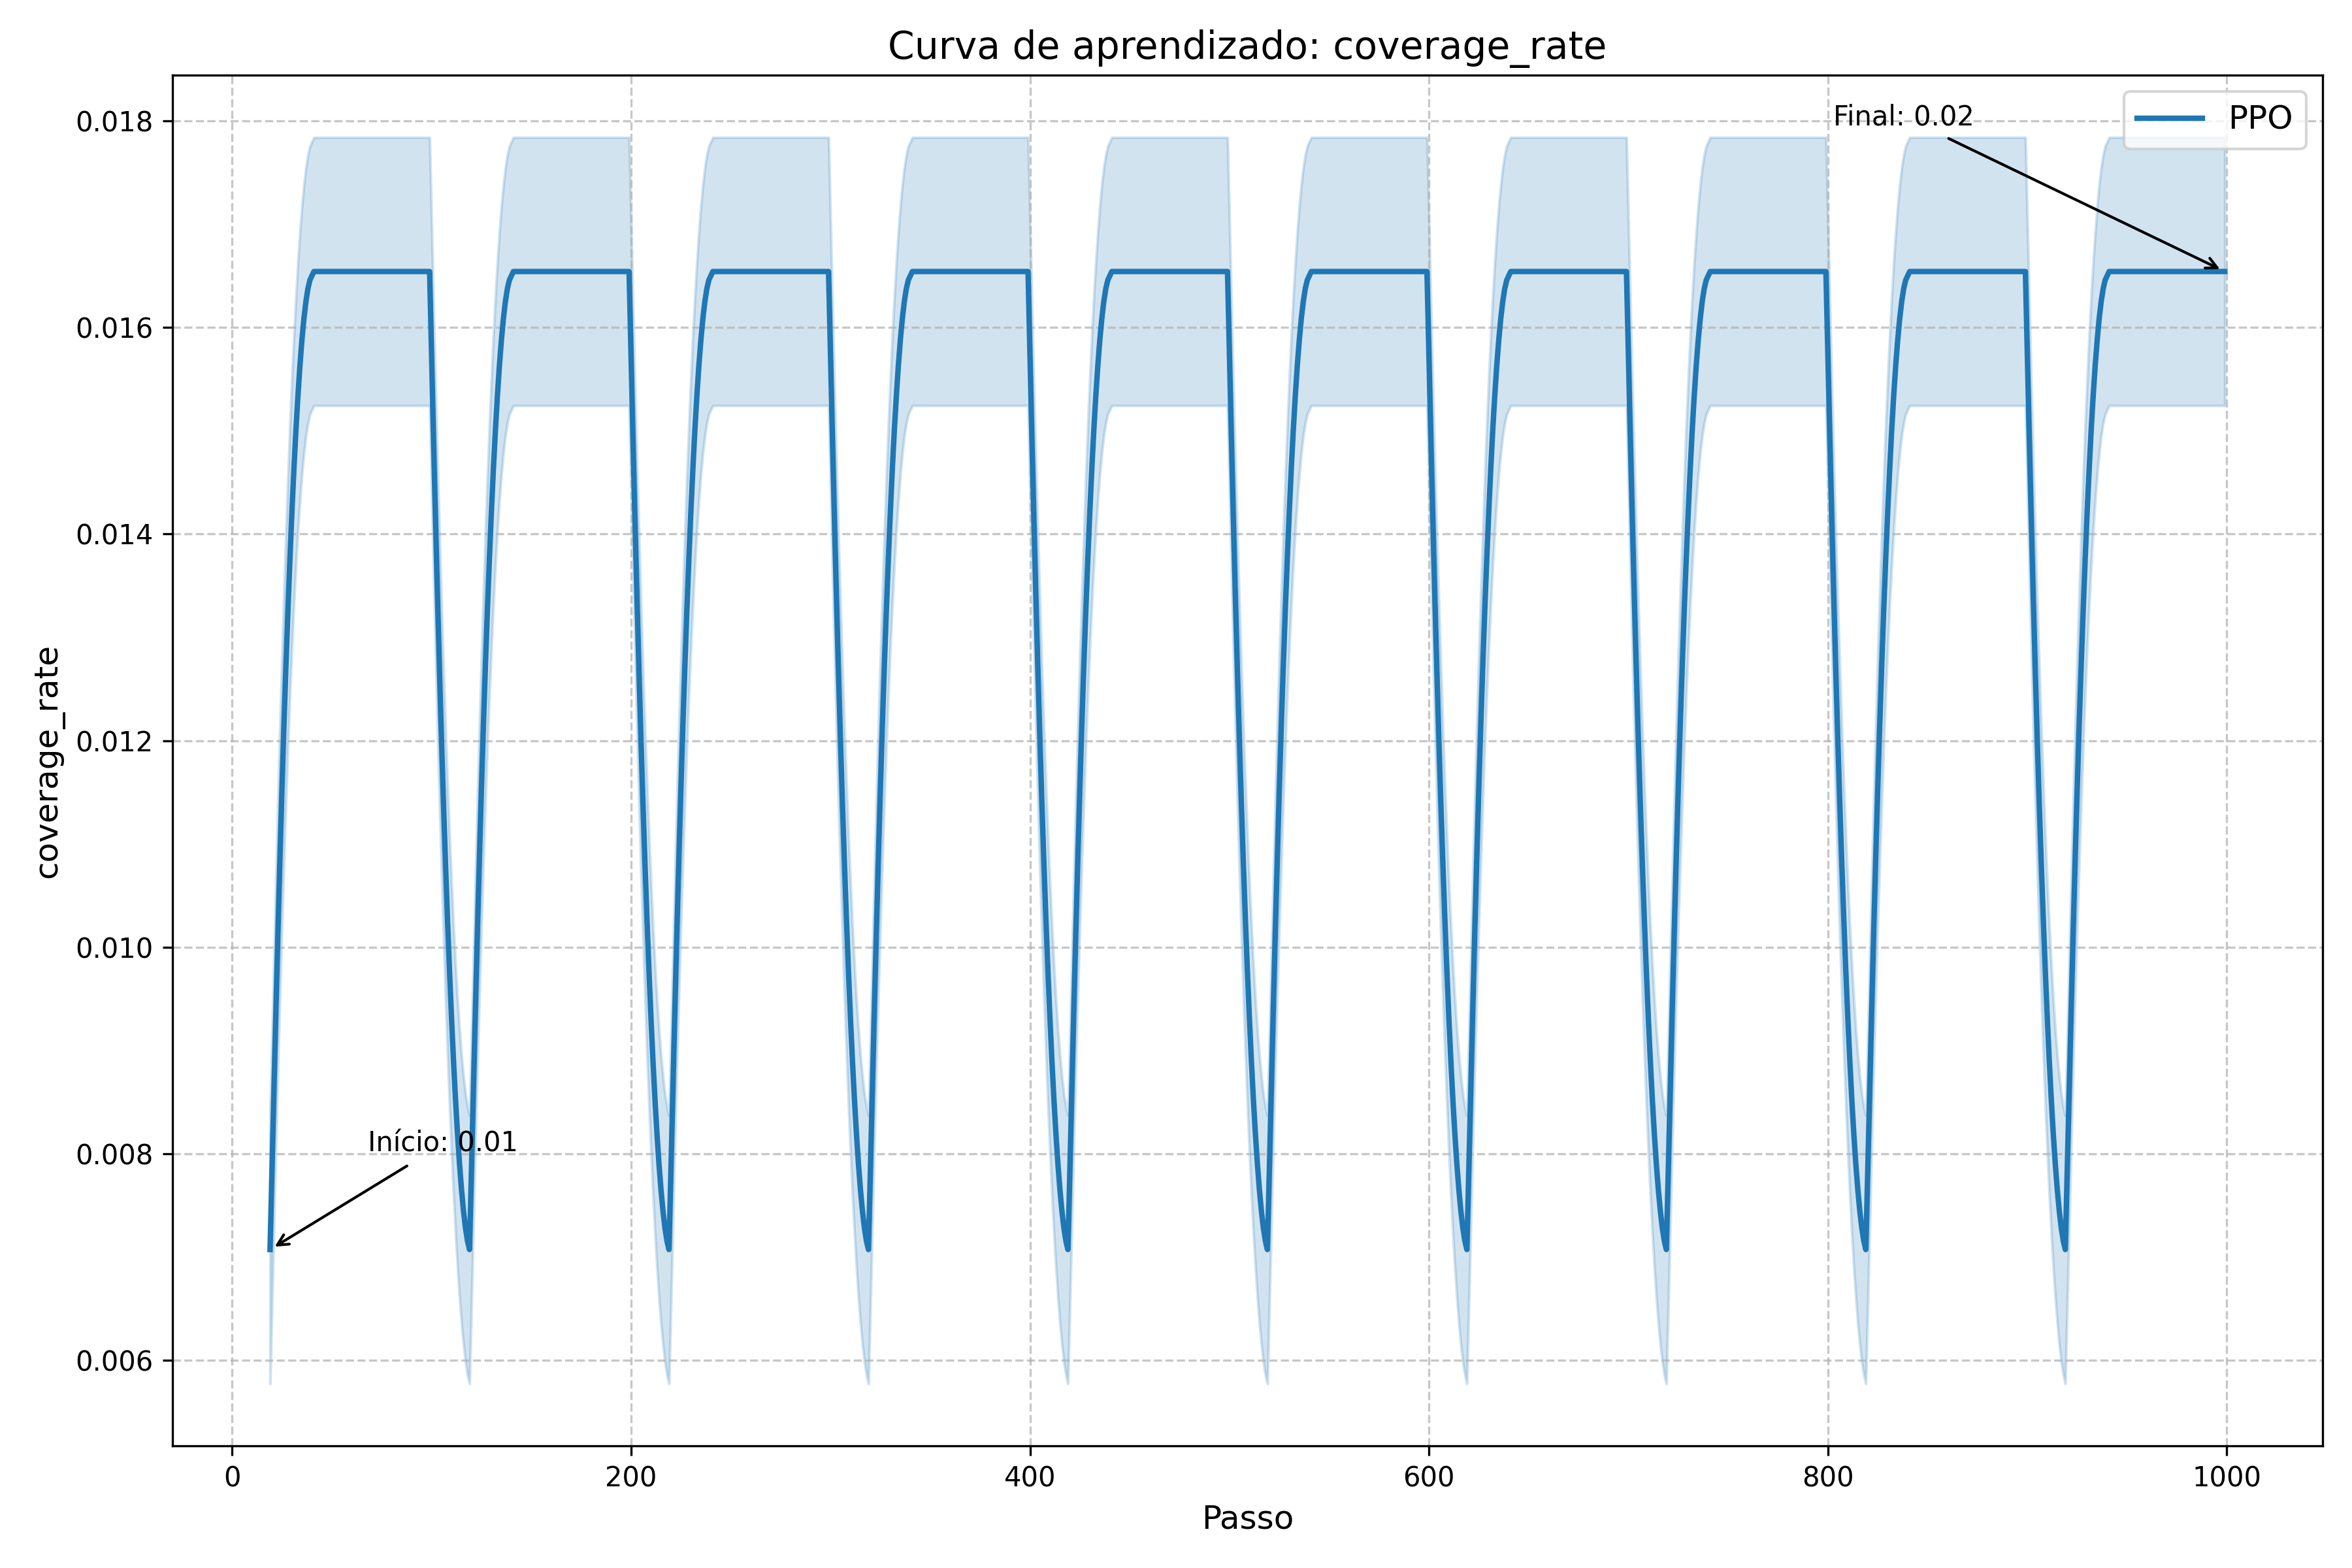 Curva de aprendizado: coverage_rate
Final: 0.02
PPO
0.018
0.016
0.014
0.012
0.010
0.008
0.006
coverage_rate
Início: 0.01
0
200
400
600
800
1000
Passo